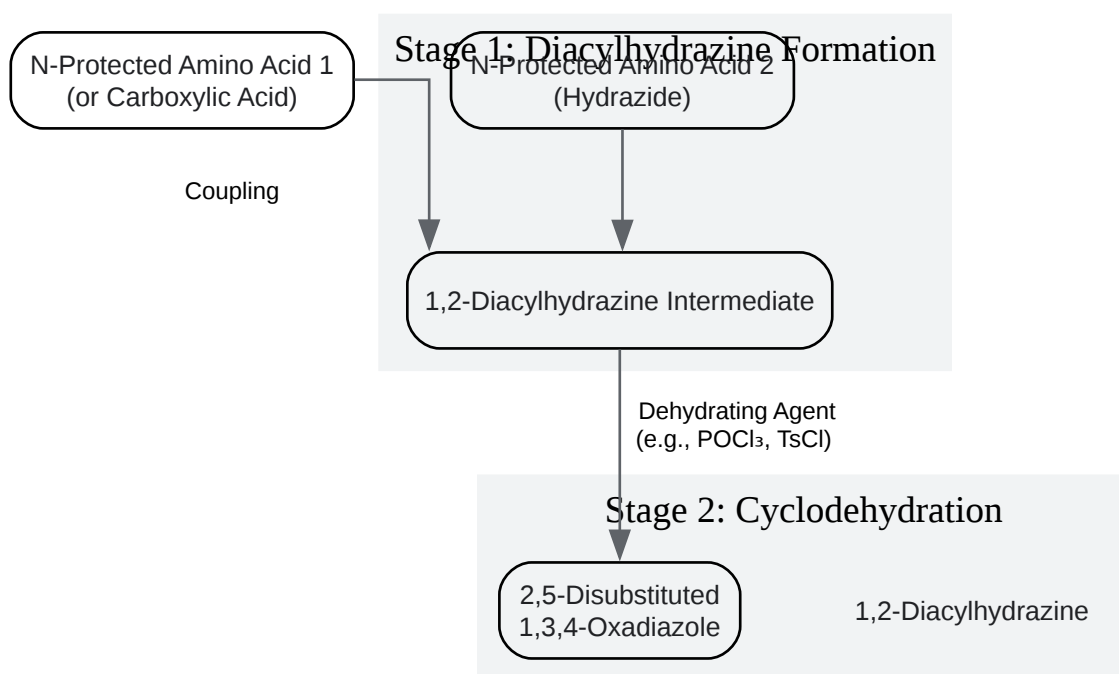 Stage 1: Diacylhydrazine Formation
N-Protected Amino Acid 1
(or Carboxylic Acid)
N-Protected Amino Acid 2
(Hydrazide)
Coupling
1,2-Diacylhydrazine Intermediate
Dehydrating Agent
(e.g., POCl₃, TsCl)
Stage 2: Cyclodehydration
2,5-Disubstituted
1,3,4-Oxadiazole
1,2-Diacylhydrazine